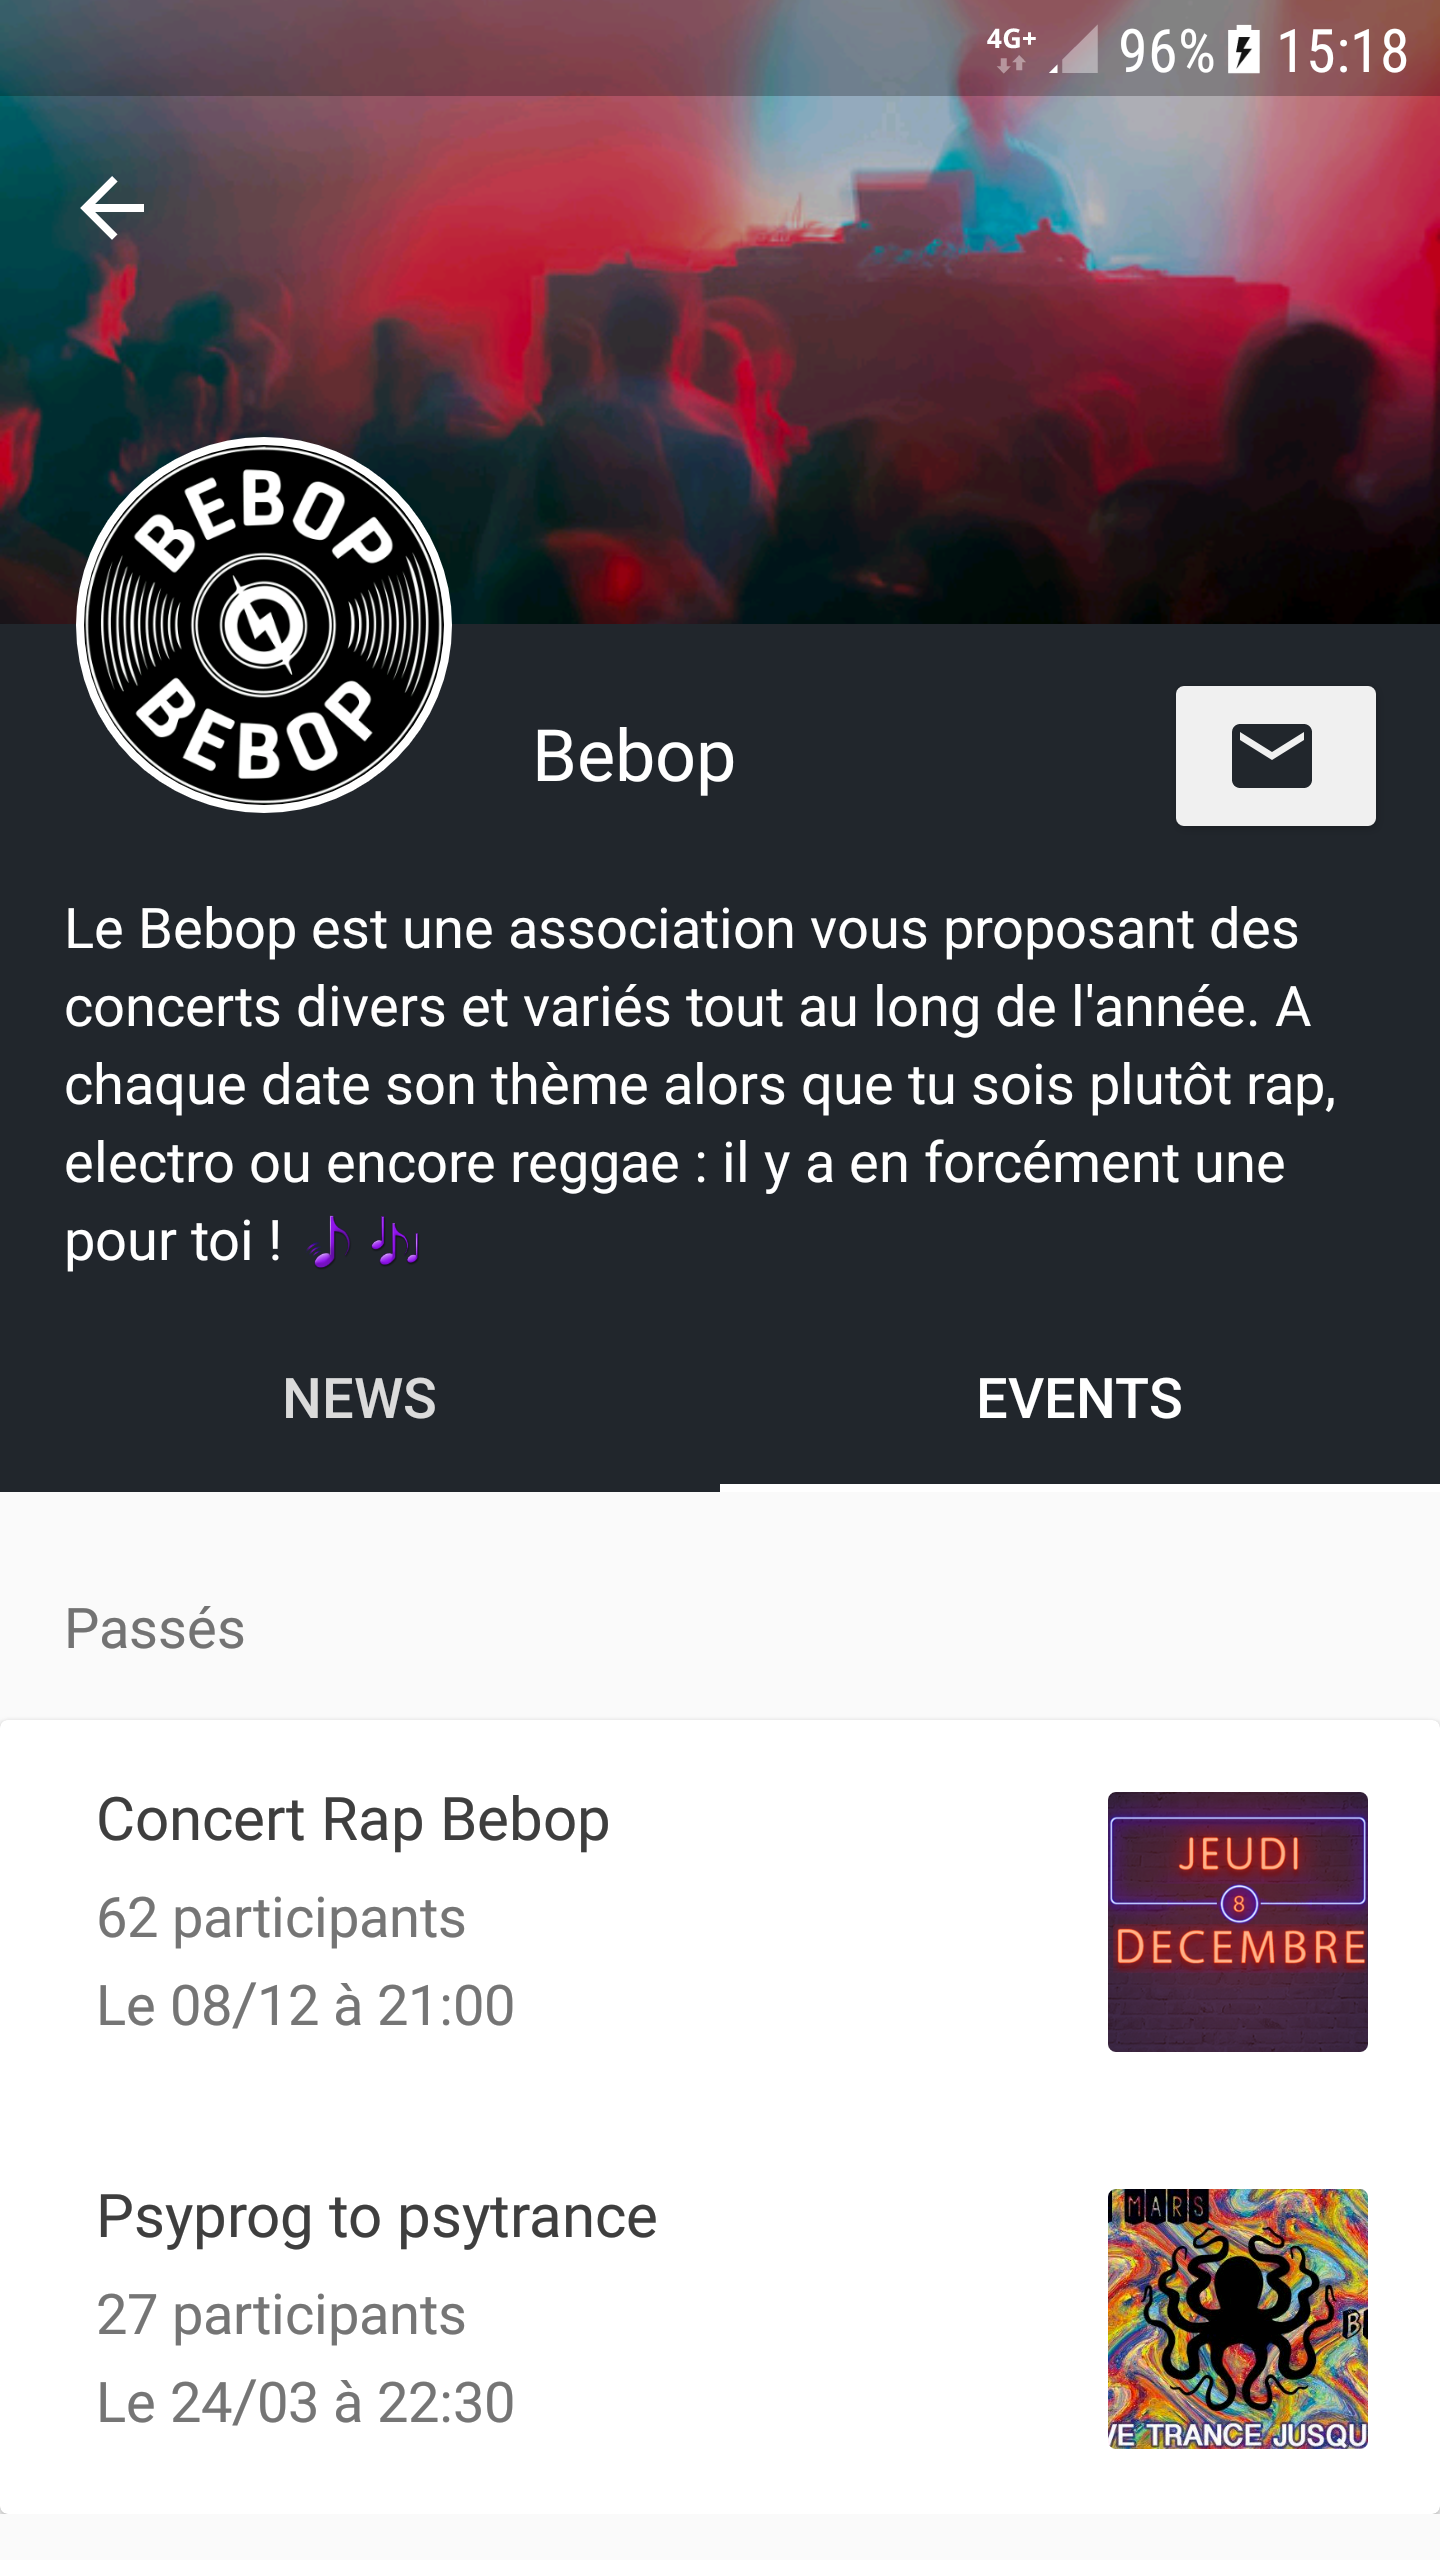 4G+ 96% 15:18
BEBOP
BEBOP
Bebop
Le Bebop est une association vous proposant des
concerts divers et variés tout au long de l'année. A
chaque date son thème alors que tu sois plutôt rap,
electro ou encore reggae : il y a en forcément une
pour toi ! 🎵 🎶
NEWS EVENTS
Passés
Concert Rap Bebop
62 participants
Le 08/12 à 21:00
JEUDI
8
DECEMBRE
Psyprog to psytrance
27 participants
Le 24/03 à 22:30
MARS
VE TRANCE JUSQU